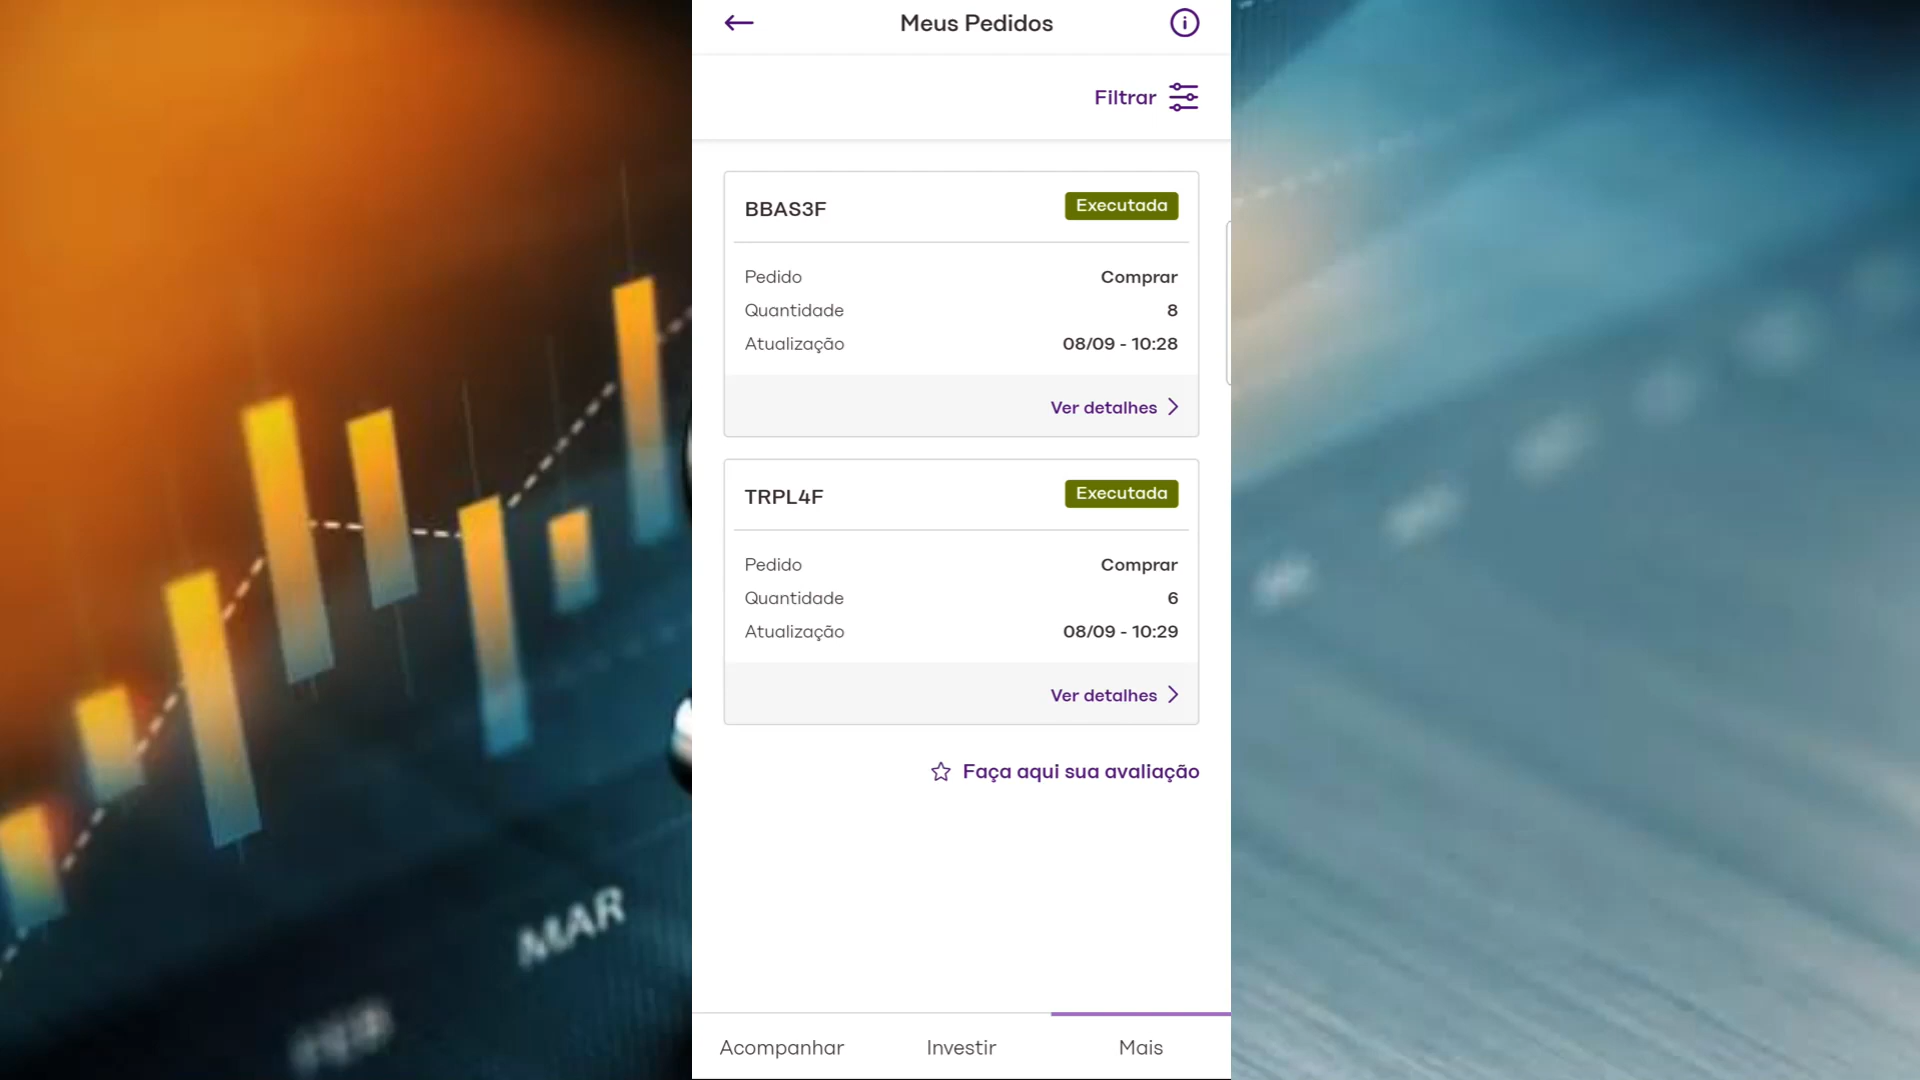 Meus Pedidos
Filtrar
BBAS3F
Executada
Pedido Comprar
Quantidade 8
Atualização 08/09 - 10:28
Ver detalhes
TRPL4F
Executada
Pedido Comprar
Quantidade 6
Atualização 08/09 - 10:29
Ver detalhes
Faça aqui sua avaliação
MAR
Acompanhar Investir Mais